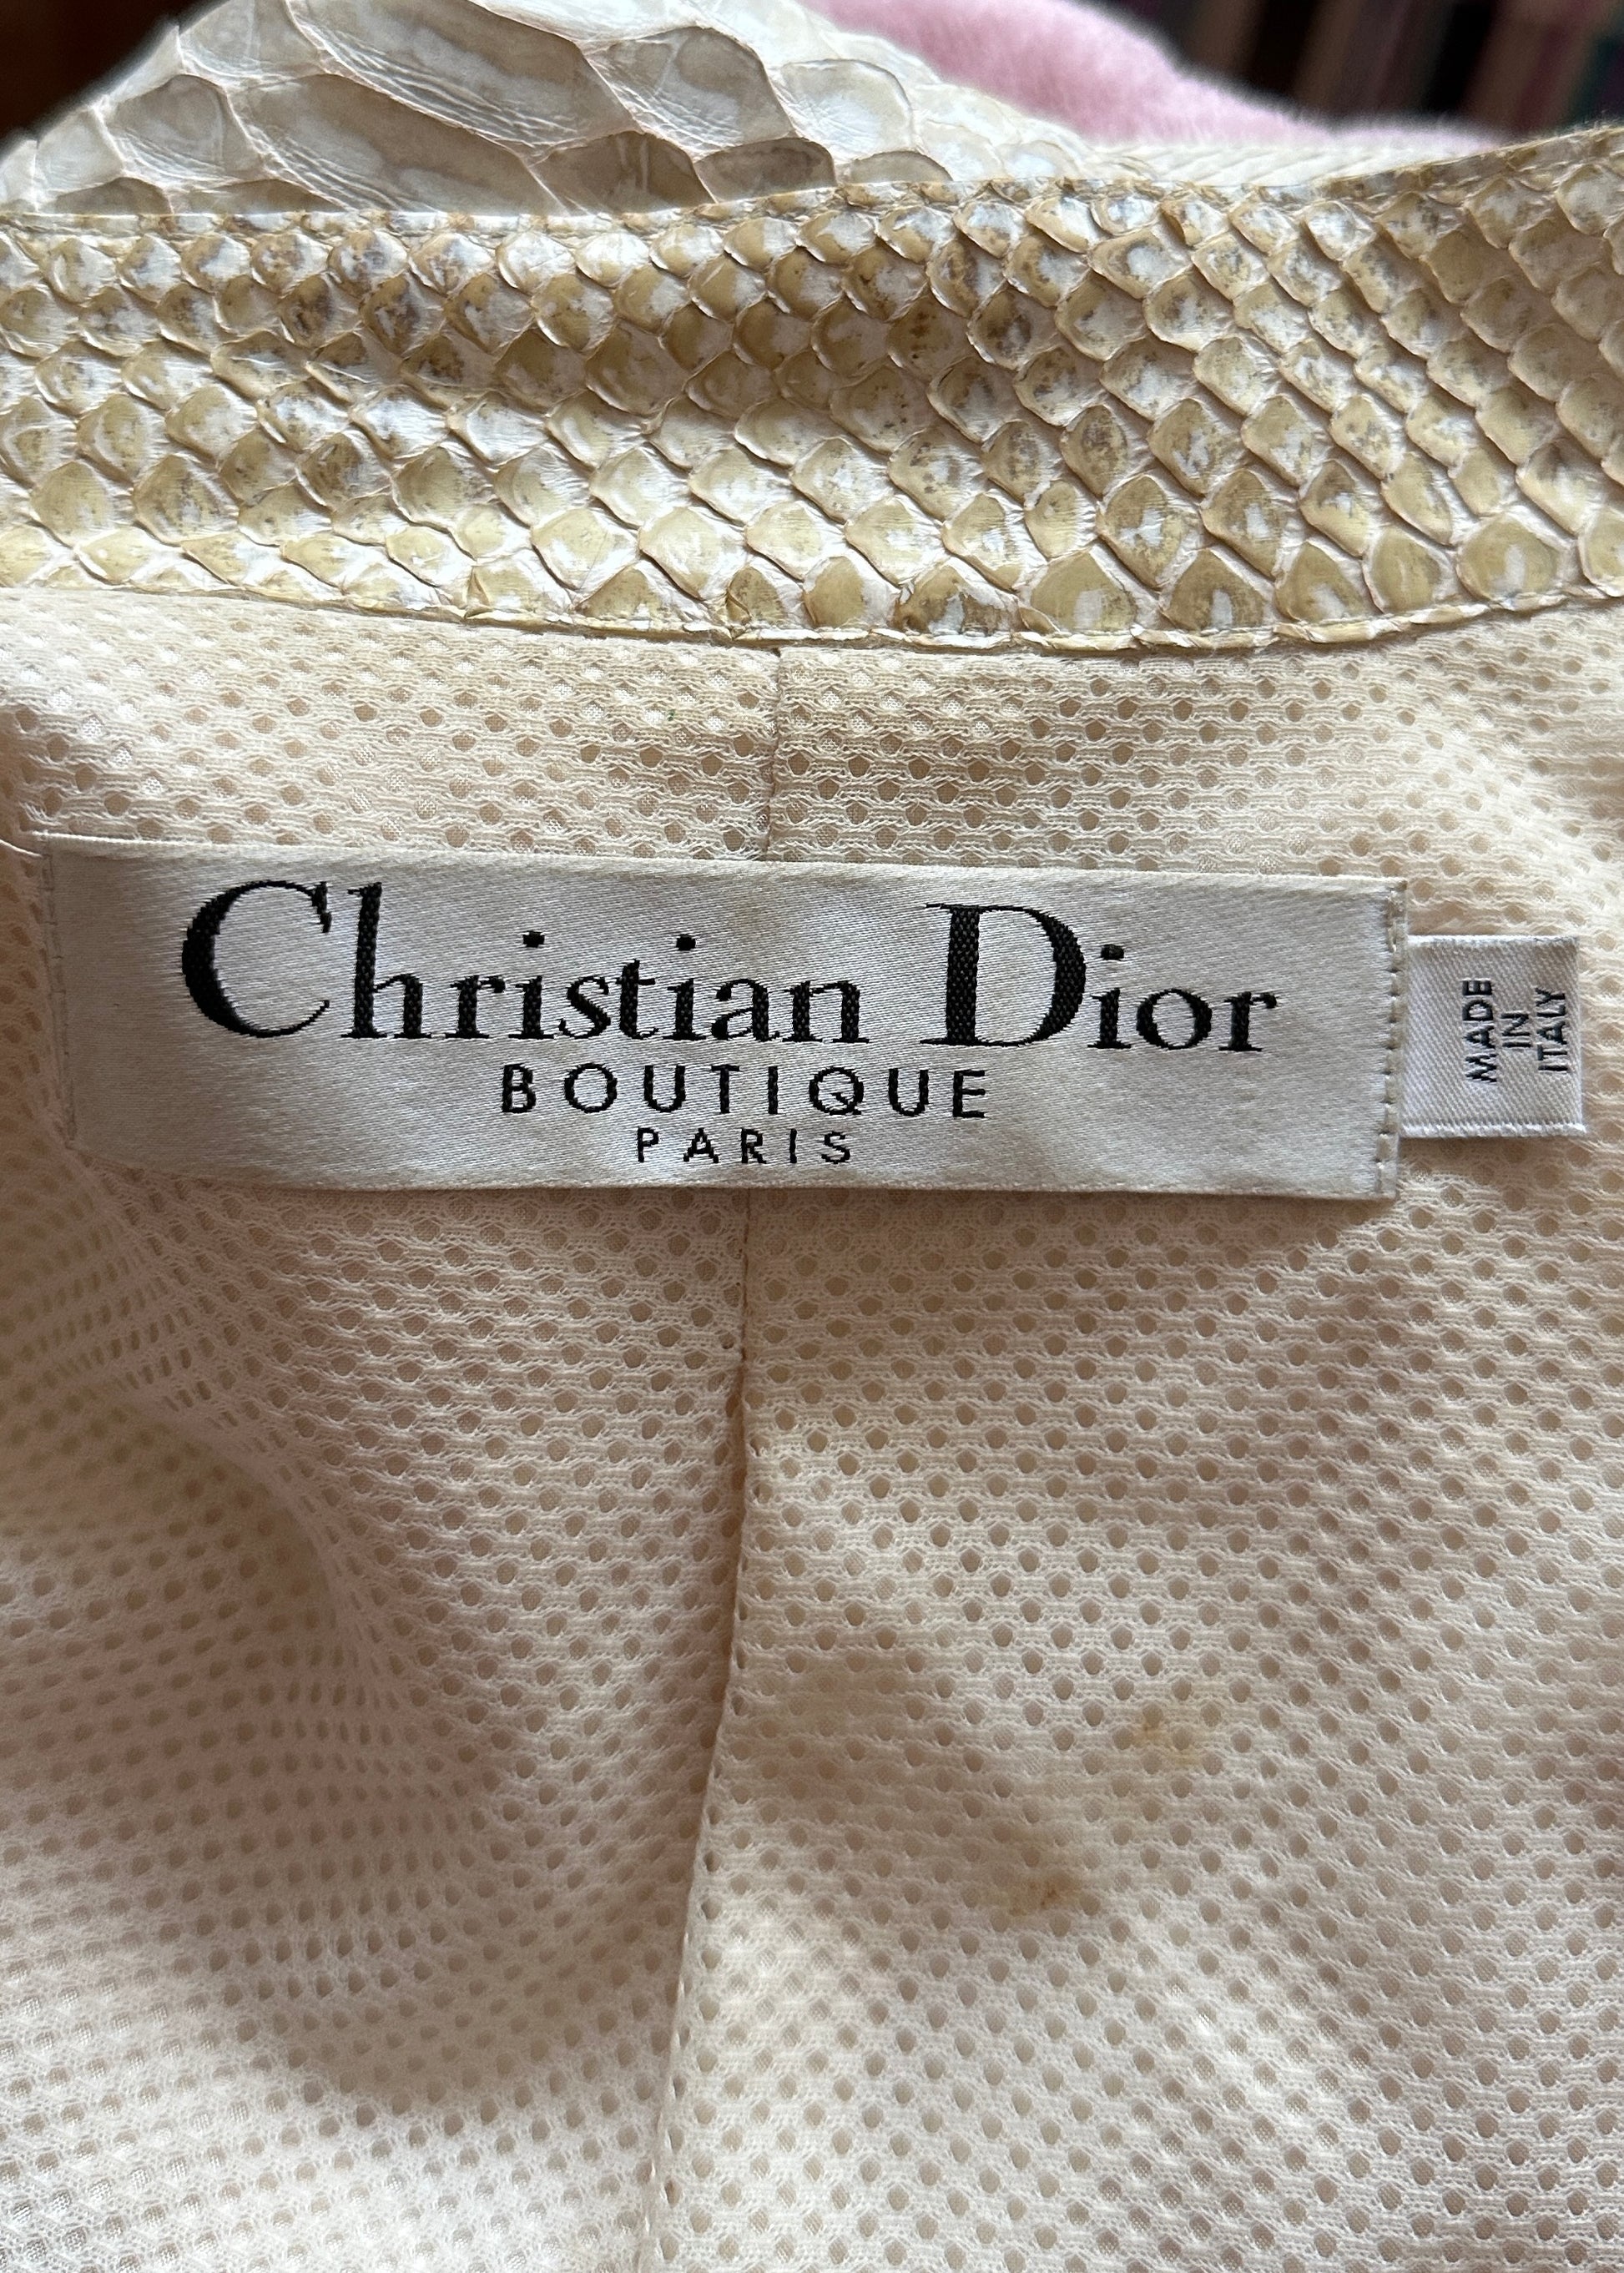 Christian Dior
BOUTIQUE
PARIS
MADE
IN
ITALY